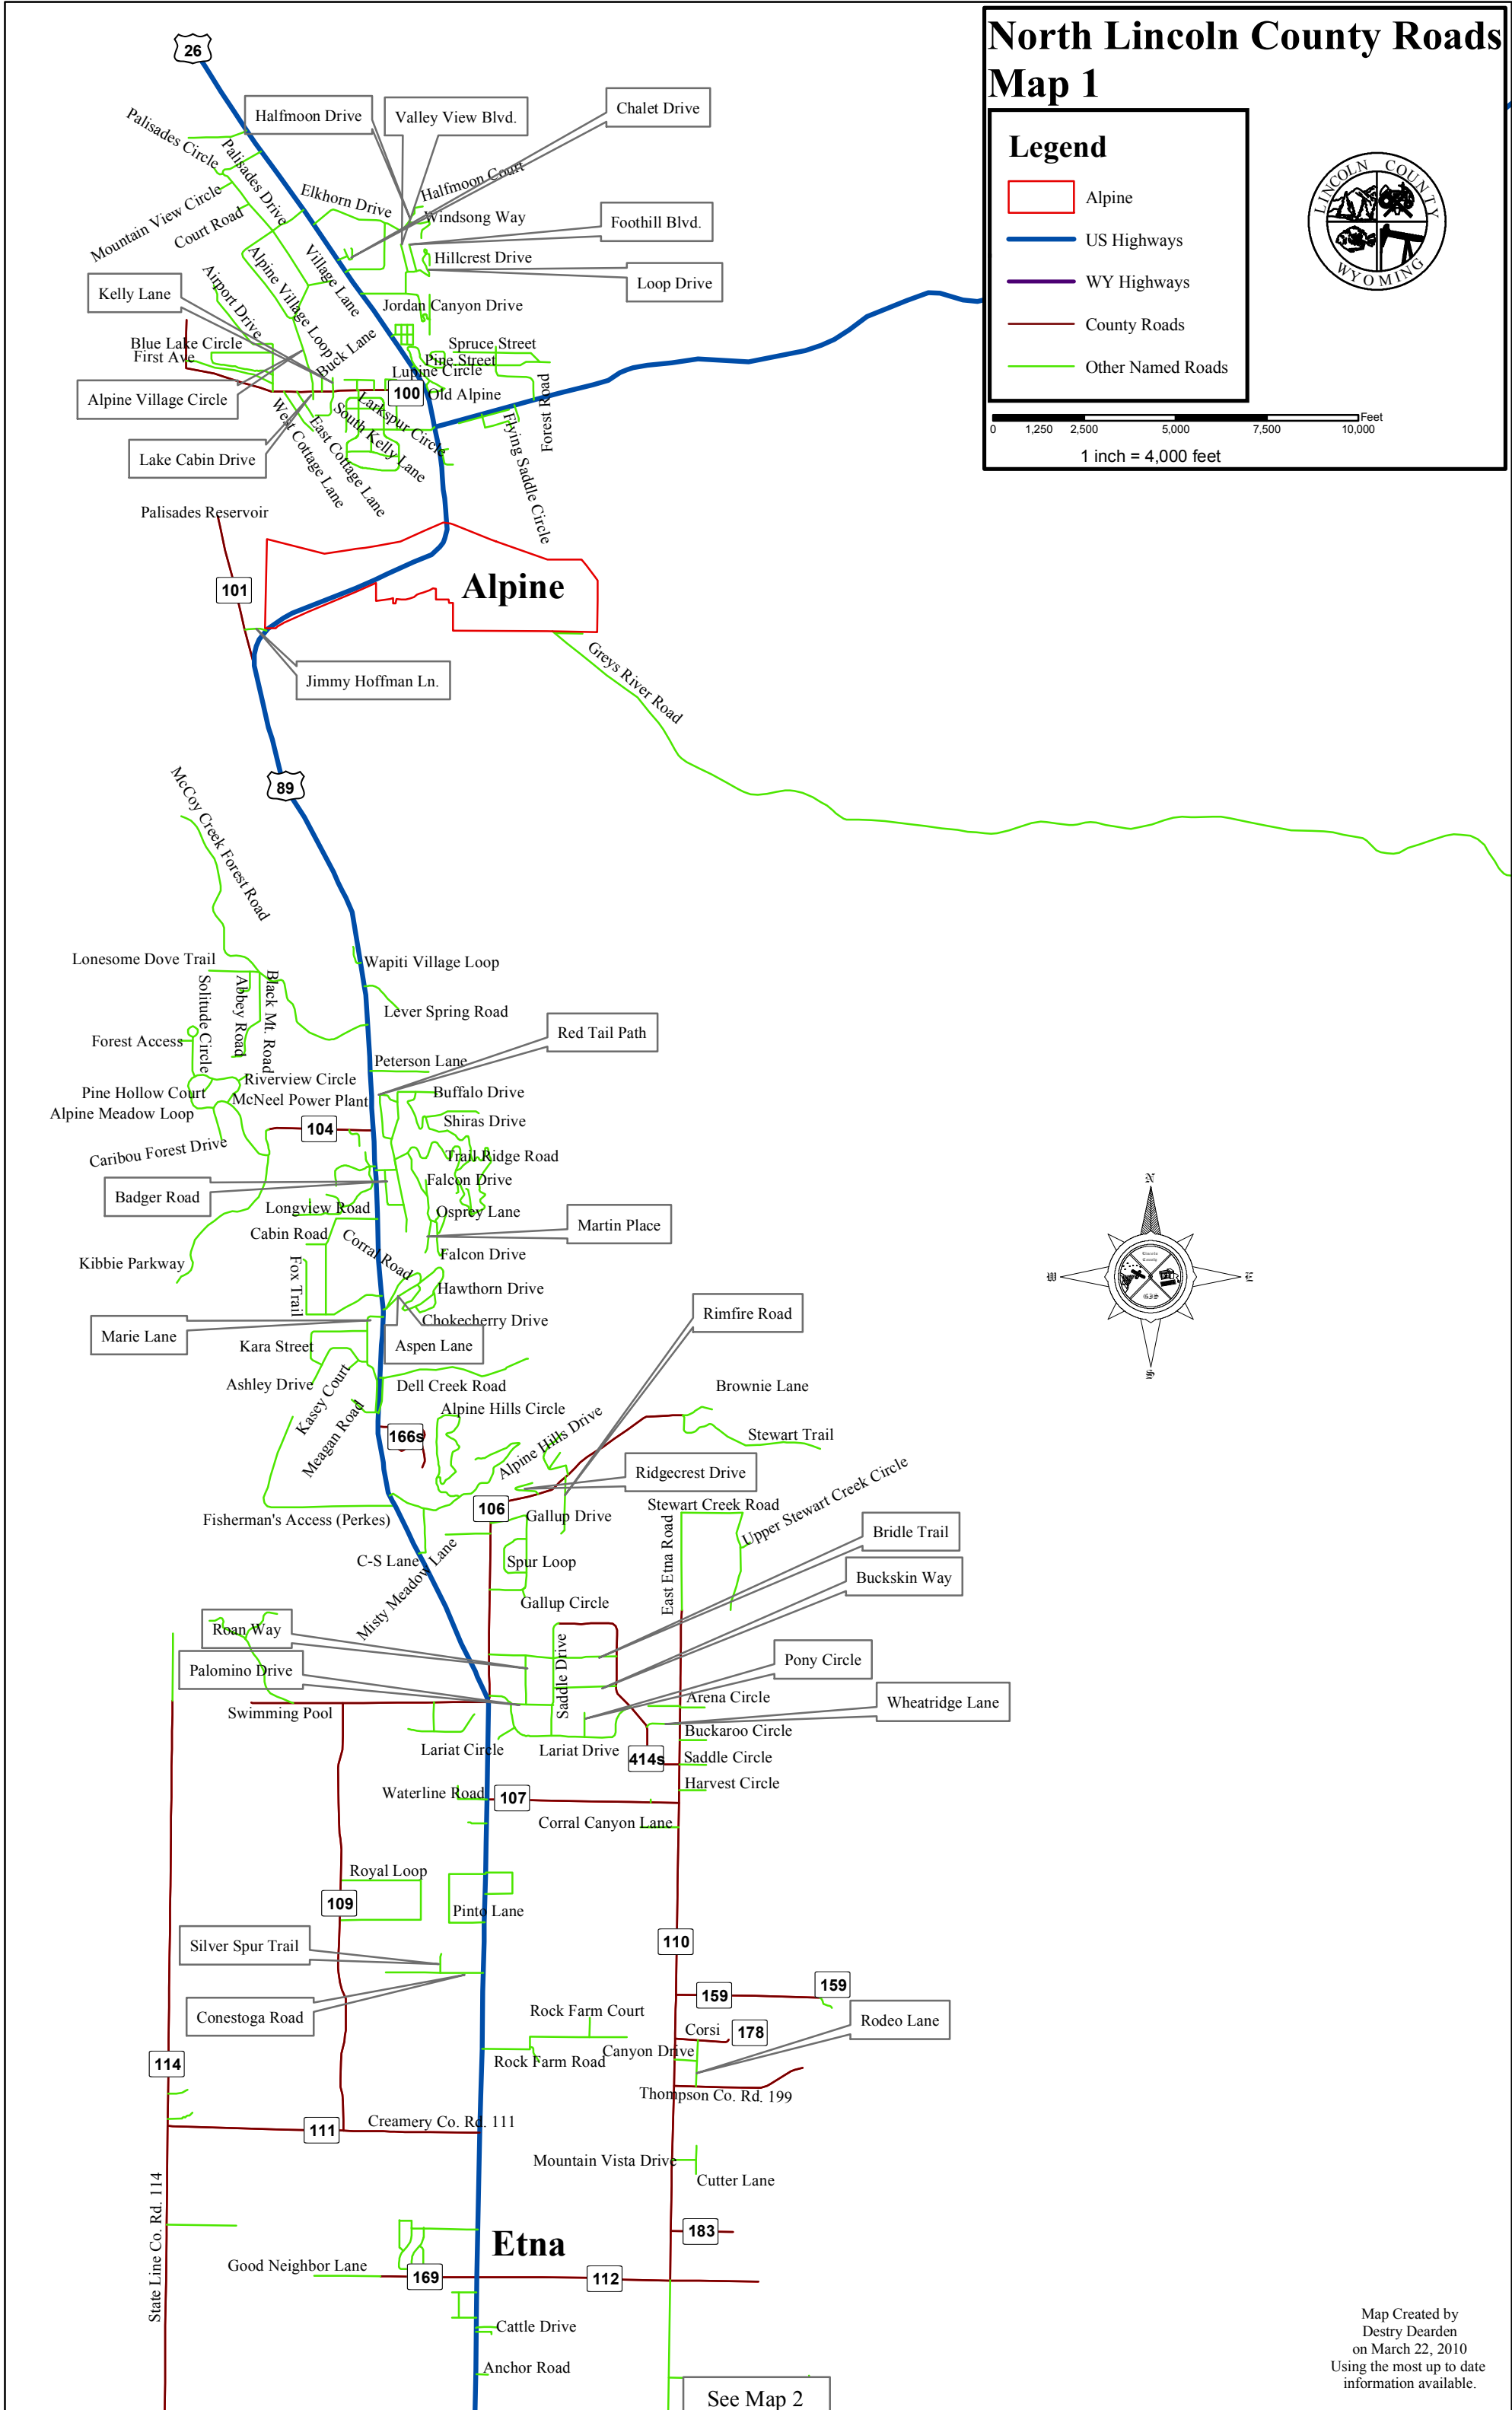 North Lincoln County Roads
Map 1
Legend
Alpine
US Highways
WY Highways
County Roads
Other Named Roads
Feet
0 1,250 2,500 5,000 7,500 10,000
1 inch = 4,000 feet
LINCOLN COUNTY
WYOMING
26
Halfmoon Drive
Valley View Blvd.
Chalet Drive
Palisades Circle
Palisades Drive
Elkhorn Drive
Halfmoon Court
Mountain View Circle
Court Road
Windsong Way
Foothill Blvd.
Hillcrest Drive
Loop Drive
Village Lane
Alpine Village Loop
Airport Drive
Kelly Lane
Jordan Canyon Drive
Buck Lane
Blue Lake Circle
First Ave
Spruce Street
Pine Street
Lupine Circle
100
Old Alpine
Alpine Village Circle
Larkspur Circle
South Kelly Lane
Forest Road
Flying Saddle Circle
West Cottage Lane
East Cottage Lane
Lake Cabin Drive
Palisades Reservoir
101
Alpine
Jimmy Hoffman Ln.
Greys River Road
89
McCoy Creek Forest Road
Lonesome Dove Trail
Wapiti Village Loop
Solitude Circle
Abbey Road
Black Mt. Road
Lever Spring Road
Red Tail Path
Forest Access
Peterson Lane
Riverview Circle
Pine Hollow Court
McNeel Power Plant
Buffalo Drive
Alpine Meadow Loop
Shiras Drive
104
Caribou Forest Drive
Trail Ridge Road
Badger Road
Falcon Drive
Longview Road
Osprey Lane
Martin Place
Cabin Road
Corral Road
Falcon Drive
Kibbie Parkway
Fox Trail
Hawthorn Drive
Chokecherry Drive
Rimfire Road
Marie Lane
Aspen Lane
Kara Street
Ashley Drive
Kasey Court
Meagan Road
Dell Creek Road
Brownie Lane
Alpine Hills Circle
Alpine Hills Drive
Stewart Trail
166s
Ridgecrest Drive
106
Stewart Creek Road
Upper Stewart Creek Circle
Fisherman's Access (Perkes)
Gallup Drive
East Etna Road
Bridle Trail
C-S Lane
Misty Meadow Lane
Spur Loop
Buckskin Way
Gallup Circle
Roan Way
Saddle Drive
Pony Circle
Palomino Drive
Arena Circle
Wheatridge Lane
Swimming Pool
Buckaroo Circle
Lariat Circle
Lariat Drive
414s
Saddle Circle
Harvest Circle
Waterline Road
107
Corral Canyon Lane
Royal Loop
109
Pinto Lane
110
Silver Spur Trail
159
159
Conestoga Road
Rock Farm Court
Corsi
178
Rodeo Lane
Canyon Drive
Rock Farm Road
114
Thompson Co. Rd. 199
111
Creamery Co. Rd. 111
Mountain Vista Drive
Cutter Lane
State Line Co. Rd. 114
183
Etna
Good Neighbor Lane
169
112
Cattle Drive
Anchor Road
See Map 2
N
W
E
S
Lincoln
County
GIS
Map Created by
Destry Dearden
on March 22, 2010
Using the most up to date
information available.